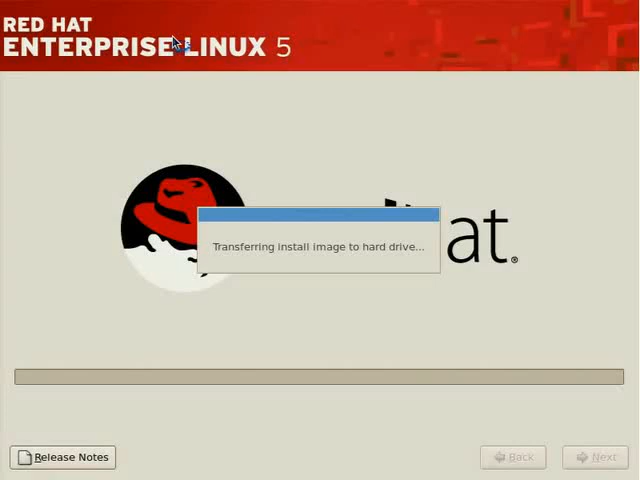 RED HAT
ENTERPRISE LINUX 5
Transferring install image to hard drive...
at
Release Notes
Back
Next